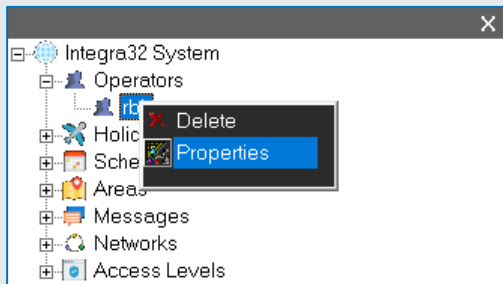 Integra32 System
Operators
Delete
Properties
Areas
Messages
Networks
Access Levels